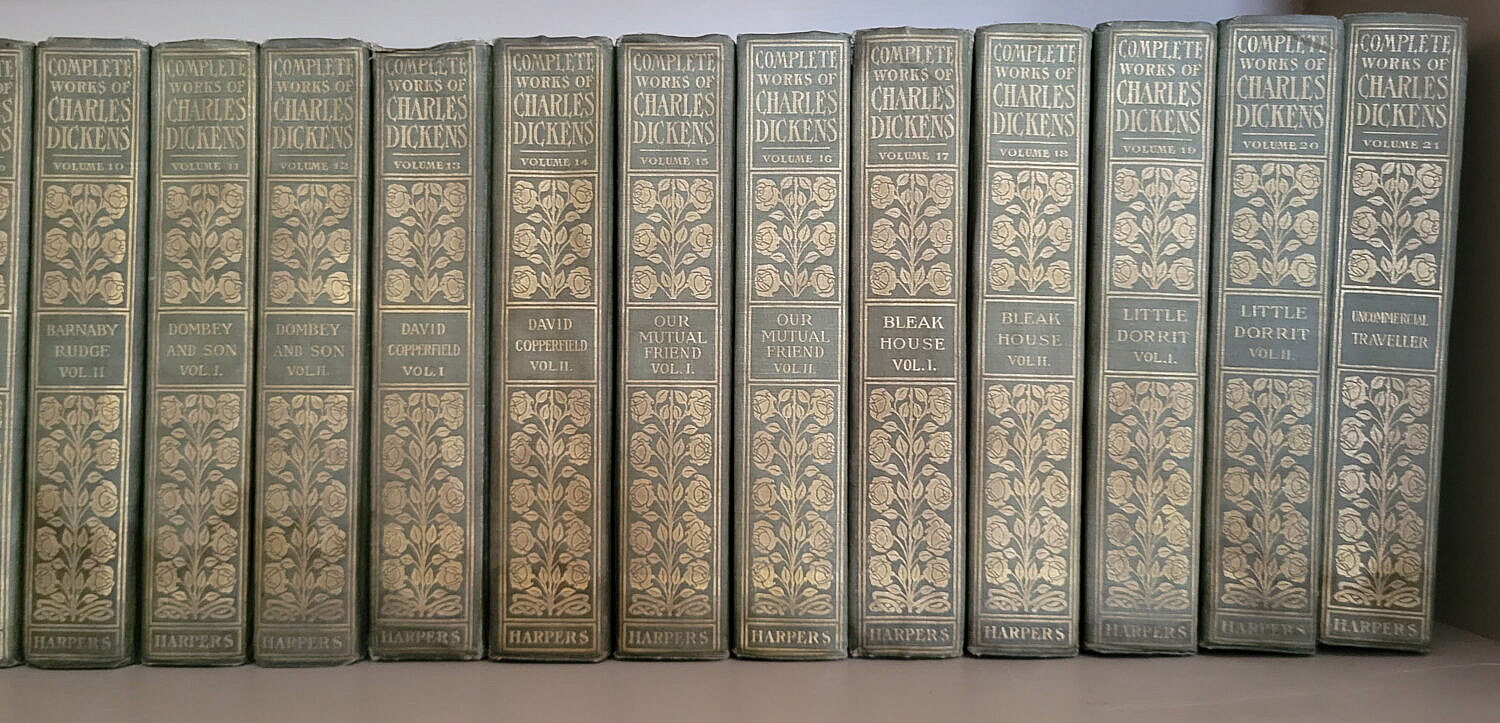 COMPLETE
WORKS OF
CHARLES
DICKENS
VOLUME 10
BARNABY
RUDGE
VOL. II
HARPERS
COMPLETE
WORKS OF
CHARLES
DICKENS
VOLUME 11
DOMBEY
AND SON
VOL. I.
HARPERS
COMPLETE
WORKS OF
CHARLES
DICKENS
VOLUME 12
DOMBEY
AND SON
VOL. II.
HARPERS
COMPLETE
WORKS OF
CHARLES
DICKENS
VOLUME 13
DAVID
COPPERFIELD
VOL. I
HARPERS
COMPLETE
WORKS OF
CHARLES
DICKENS
VOLUME 14
DAVID
COPPERFIELD
VOL II.
HARPERS
COMPLETE
WORKS OF
CHARLES
DICKENS
VOLUME 15
OUR
MUTUAL
FRIEND
VOL. I.
HARPERS
COMPLETE
WORKS OF
CHARLES
DICKENS
VOLUME 16
OUR
MUTUAL
FRIEND
VOL II.
HARPERS
COMPLETE
WORKS OF
CHARLES
DICKENS
VOLUME 17
BLEAK
HOUSE
VOL. I.
HARPERS
COMPLETE
WORKS OF
CHARLES
DICKENS
VOLUME 18
BLEAK
HOUSE
VOL. II.
HARPERS
COMPLETE
WORKS OF
CHARLES
DICKENS
VOLUME 19
LITTLE
DORRIT
VOL. I.
HARPERS
COMPLETE
WORKS OF
CHARLES
DICKENS
VOLUME 20
LITTLE
DORRIT
VOL II.
HARPERS
COMPLETE
WORKS OF
CHARLES
DICKENS
VOLUME 21
UNCOMMERCIAL
TRAVELLER
HARPERS